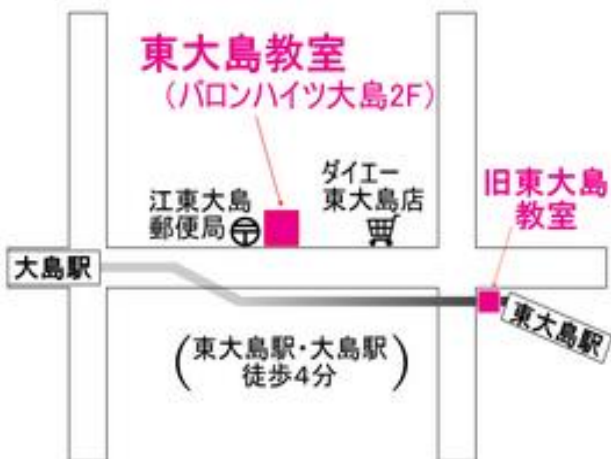 東大島教室
(バロンハイツ大島2F)
ダイエー
東大島店
江東大島
郵便局
旧東大島
教室
大島駅
東大島駅
(東大島駅・大島駅
徒歩4分)